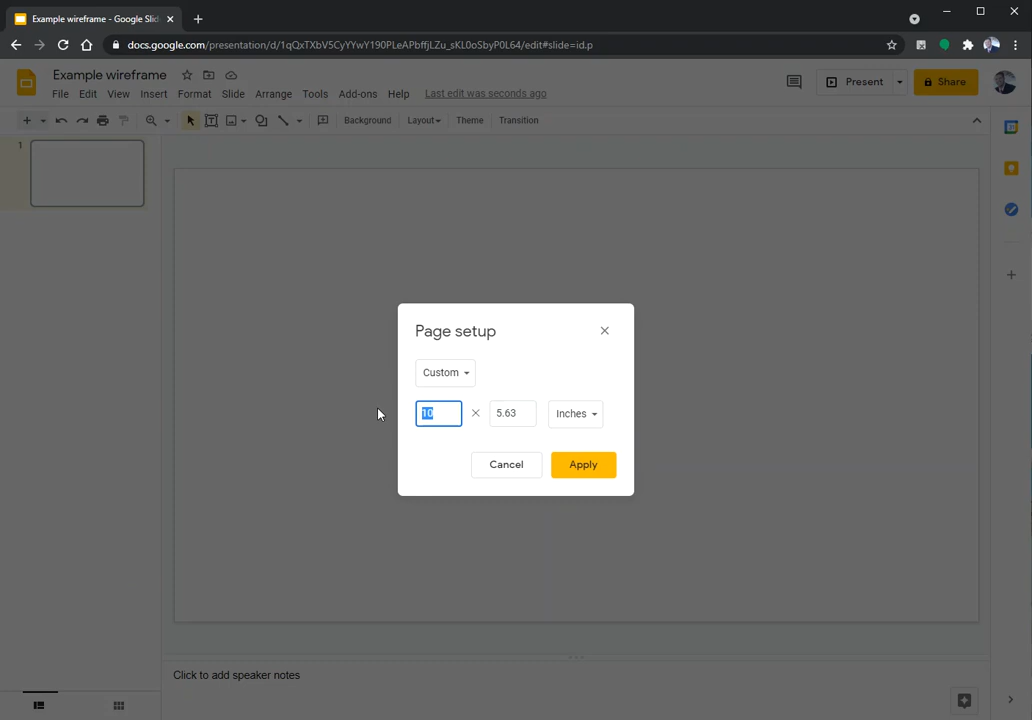 Example wireframe - Google Slid
docs.google.com/presentation/d/1qQxTXbV5CyYYwY190PLeAPbffjLZu_sKL0oSbyP0L64/edit#slide=id.p
Example wireframe
File Edit View Insert Format Slide Arrange Tools Add-ons Help Last edit was seconds ago
Present
Share
Background Layout Theme Transition
1
Page setup
Custom
10 × 5.63 Inches
Cancel Apply
Click to add speaker notes